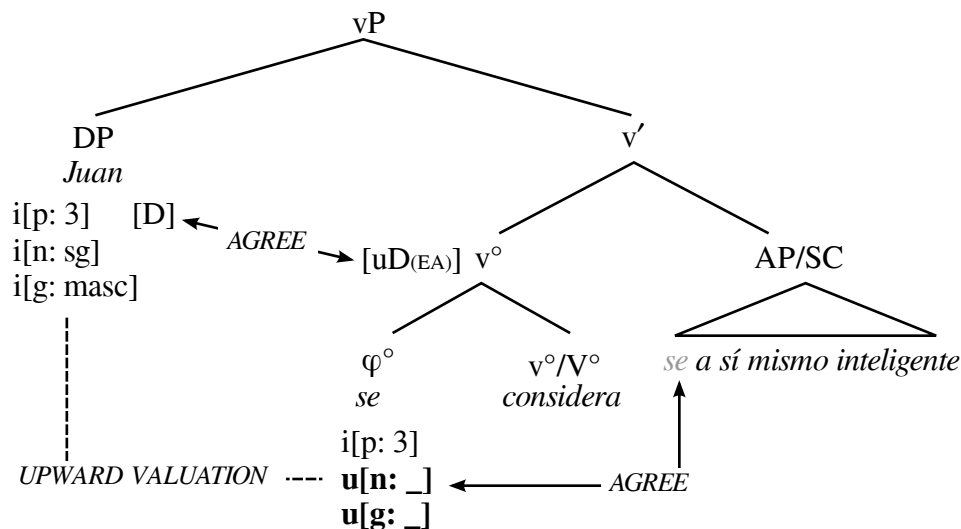 vP
DP v′
Juan
i[p: 3] [D]
AGREE
i[n: sg] [uD(EA)] v° AP/SC
i[g: masc]
φ° v°/V° se a sí mismo inteligente
se considera
i[p: 3]
UPWARD VALUATION u[n: _] AGREE
u[g: _]